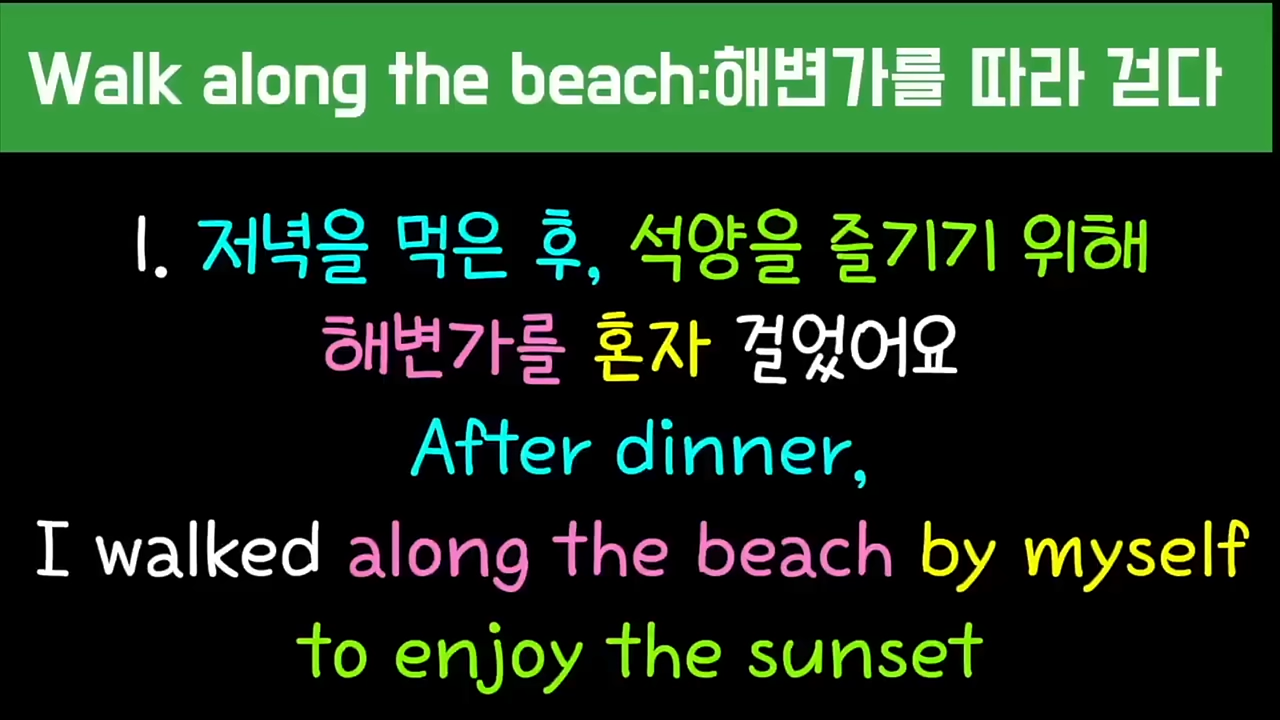 Walk along the beach:해변가를 따라 걷다
1. 저녁을 먹은 후, 석양을 즐기기 위해
해변가를 혼자 걸었어요
After dinner,
I walked along the beach by myself
to enjoy the sunset